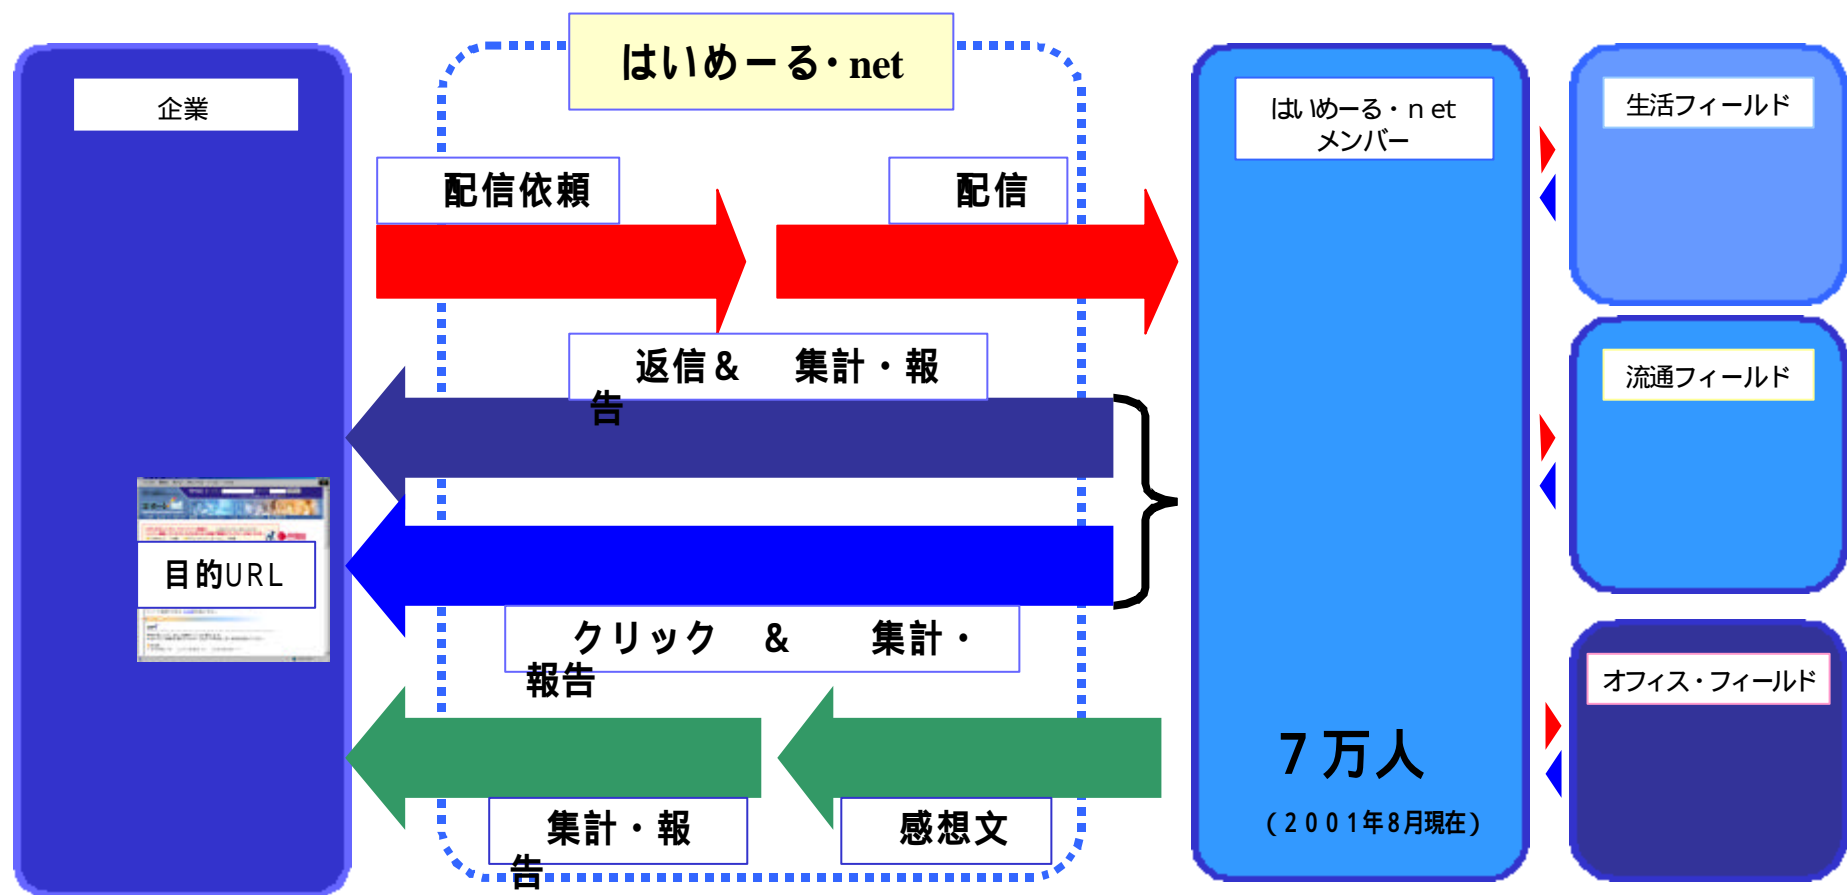 はいめーる・net
企業
はいめーる・net
メンバー
生活フィールド
配信依頼
配信
返信＆　集計・報
告
流通フィールド
目的URL
クリック　＆　集計・
報告
オフィス・フィールド
７万人
（２００１年8月現在）
集計・報
告
感想文